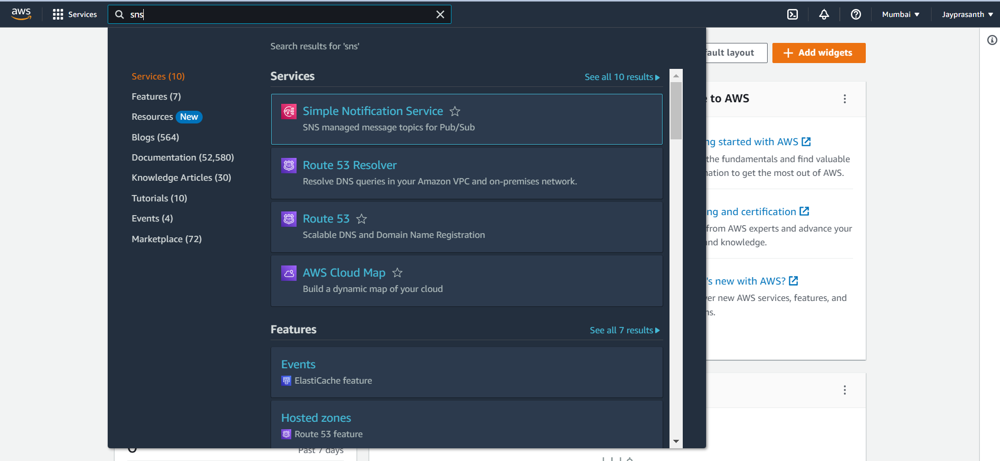 aws
Services
sns
Mumbai
Jayprasanth
Search results for 'sns'
Services (10)
Features (7)
Resources New
Blogs (564)
Documentation (52,580)
Knowledge Articles (30)
Tutorials (10)
Events (4)
Marketplace (72)
Services
See all 10 results
Simple Notification Service
SNS managed message topics for Pub/Sub
Route 53 Resolver
Resolve DNS queries in your Amazon VPC and on-premises network.
Route 53
Scalable DNS and Domain Name Registration
AWS Cloud Map
Build a dynamic map of your cloud
Features
See all 7 results
Events
ElastiCache feature
Hosted zones
Route 53 feature
fault layout
Add widgets
e to AWS
ng started with AWS
the fundamentals and find valuable
nation to get the most out of AWS.
ng and certification
from AWS experts and advance your
and knowledge.
's new with AWS?
ver new AWS services, features, and
ns.
Past 7 days